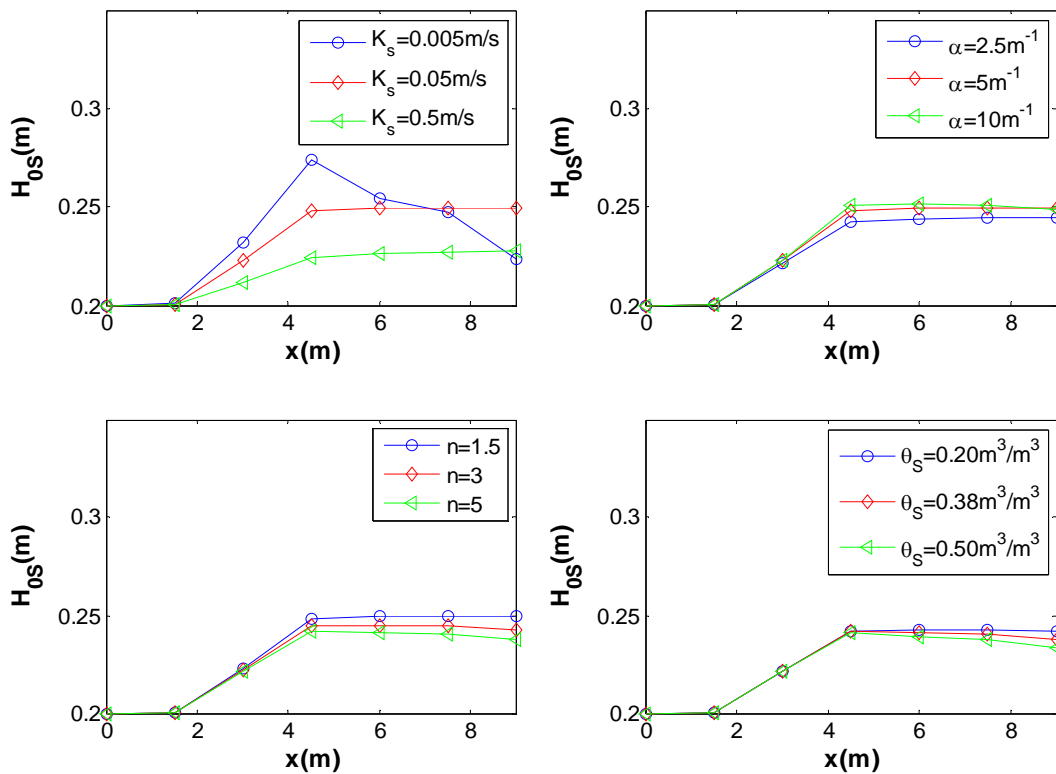 K_s=0.005m/s
K_s=0.05m/s
K_s=0.5m/s
H_0S(m)
0.3
0.25
0.2
0 2 4 6 8
x(m)
α=2.5m^-1
α=5m^-1
α=10m^-1
H_0S(m)
0.3
0.25
0.2
0 2 4 6 8
x(m)
n=1.5
n=3
n=5
H_0S(m)
0.3
0.25
0.2
0 2 4 6 8
x(m)
θ_S=0.20m^3/m^3
θ_S=0.38m^3/m^3
θ_S=0.50m^3/m^3
H_0S(m)
0.3
0.25
0.2
0 2 4 6 8
x(m)